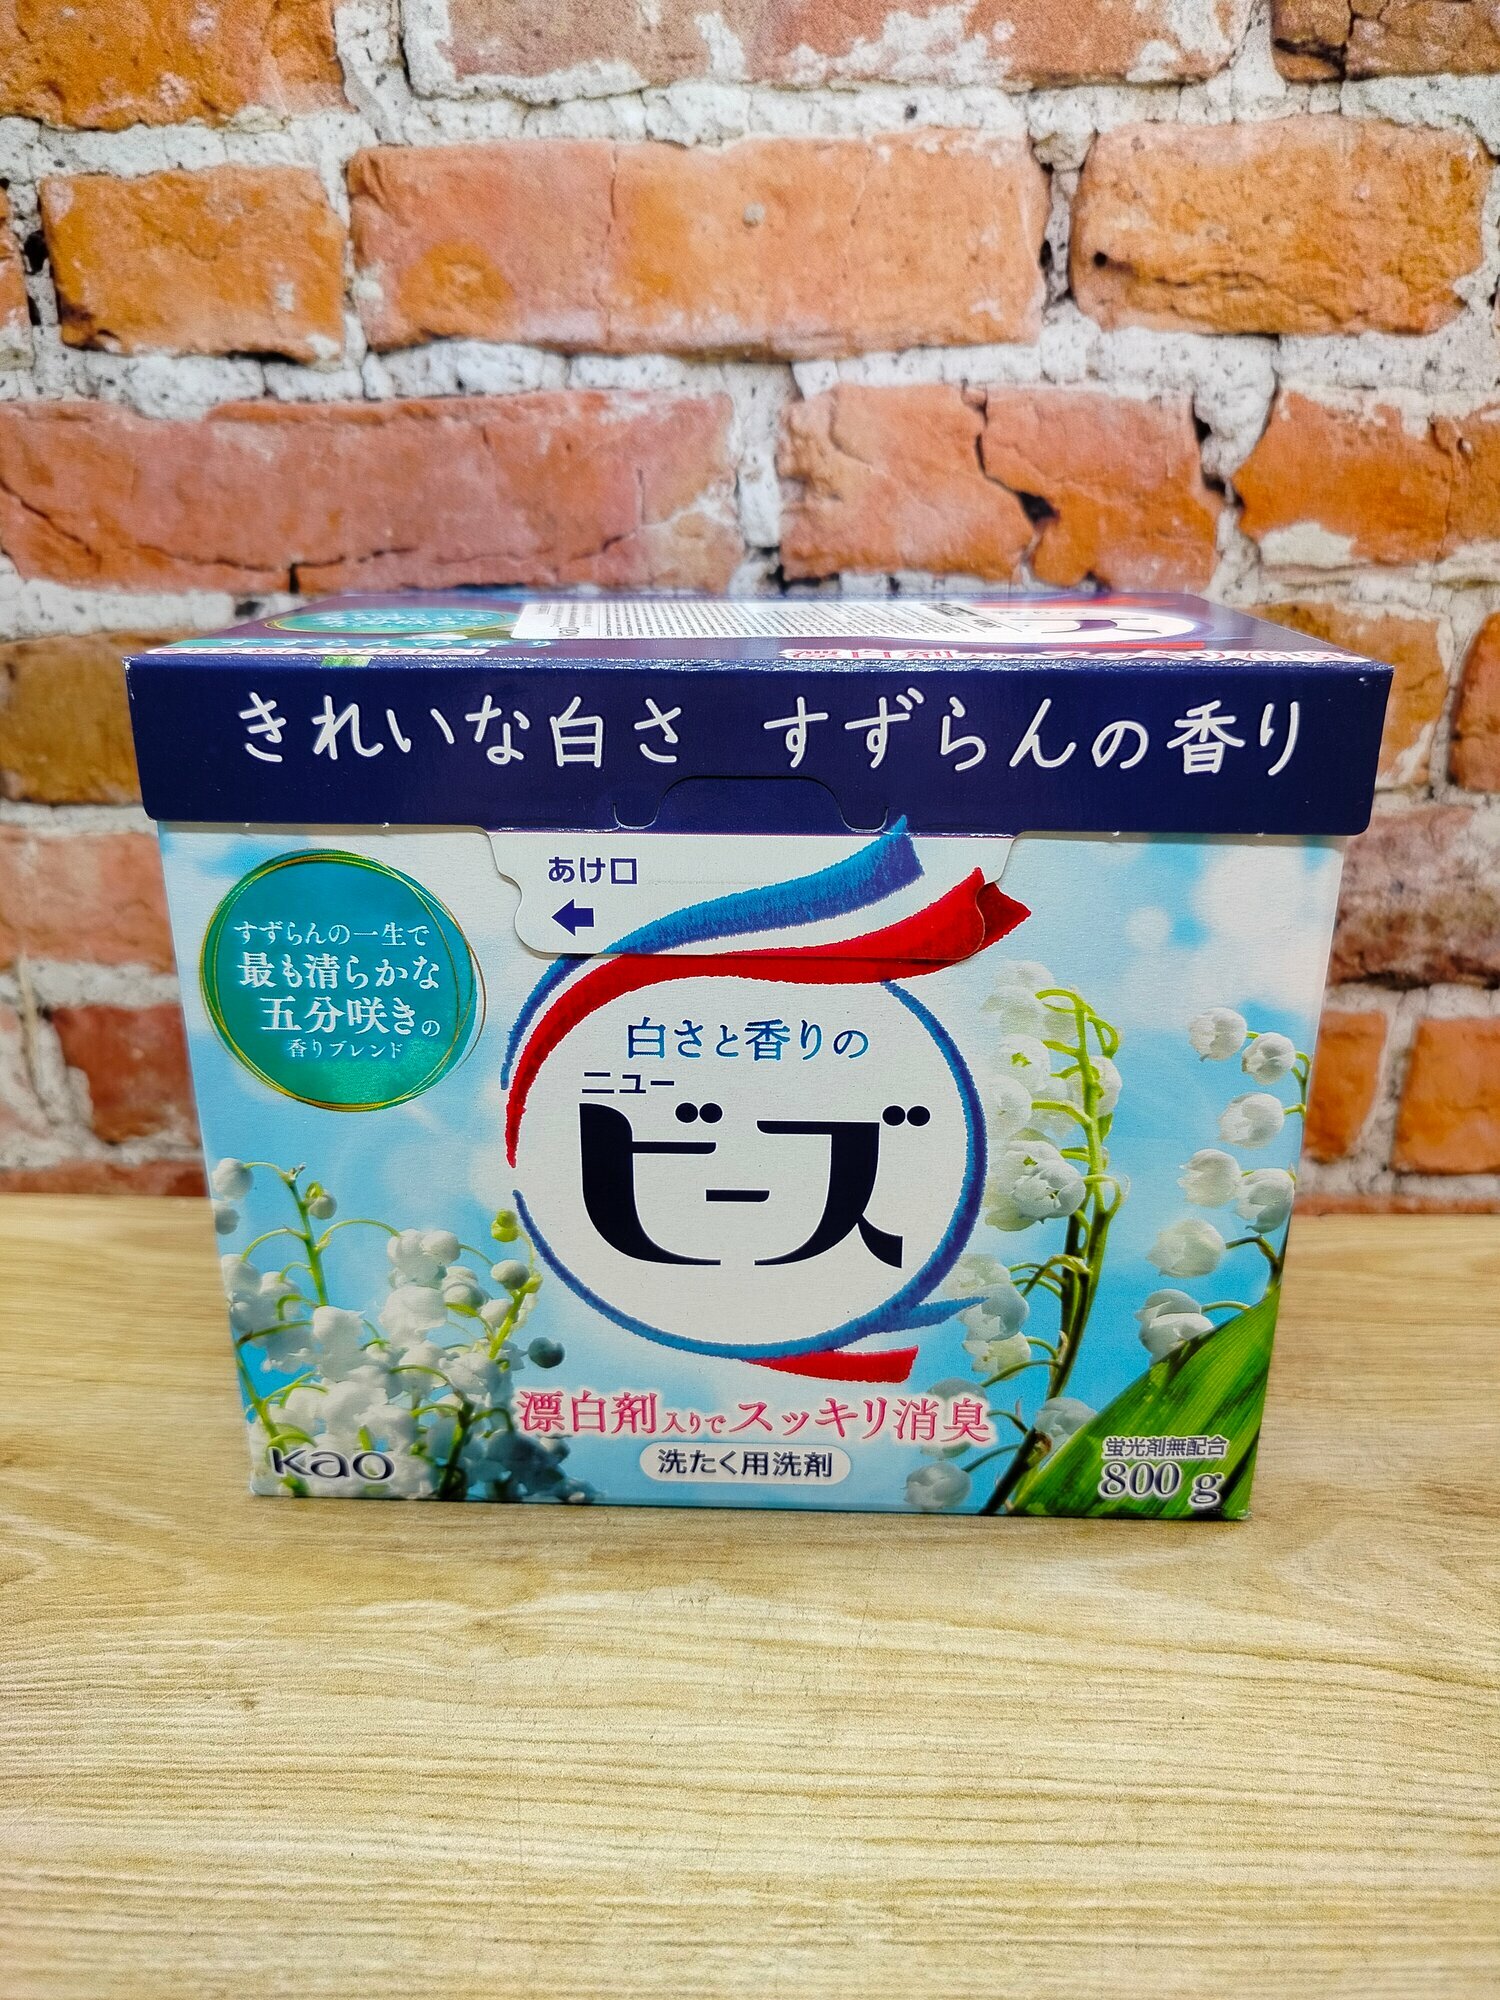 きれいな白さ すずらんの香り
あけ口
すずらんの一生で
最も清らかな
五分咲きの
香りブレンド
白さと香りの
ニュー
ビーズ
漂白剤入りでスッキリ消臭
洗たく用洗剤
Kao
蛍光剤無配合
800 g